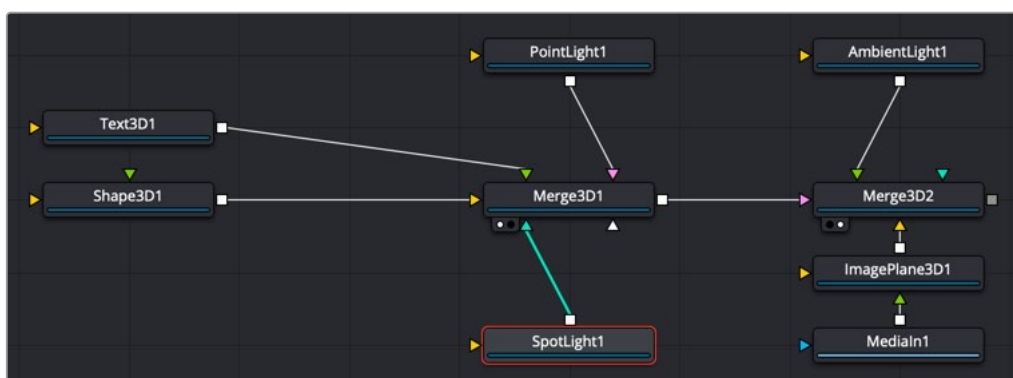 PointLight1
AmbientLight1
Text3D1
Shape3D1
Merge3D1
Merge3D2
ImagePlane3D1
SpotLight1
MediaIn1